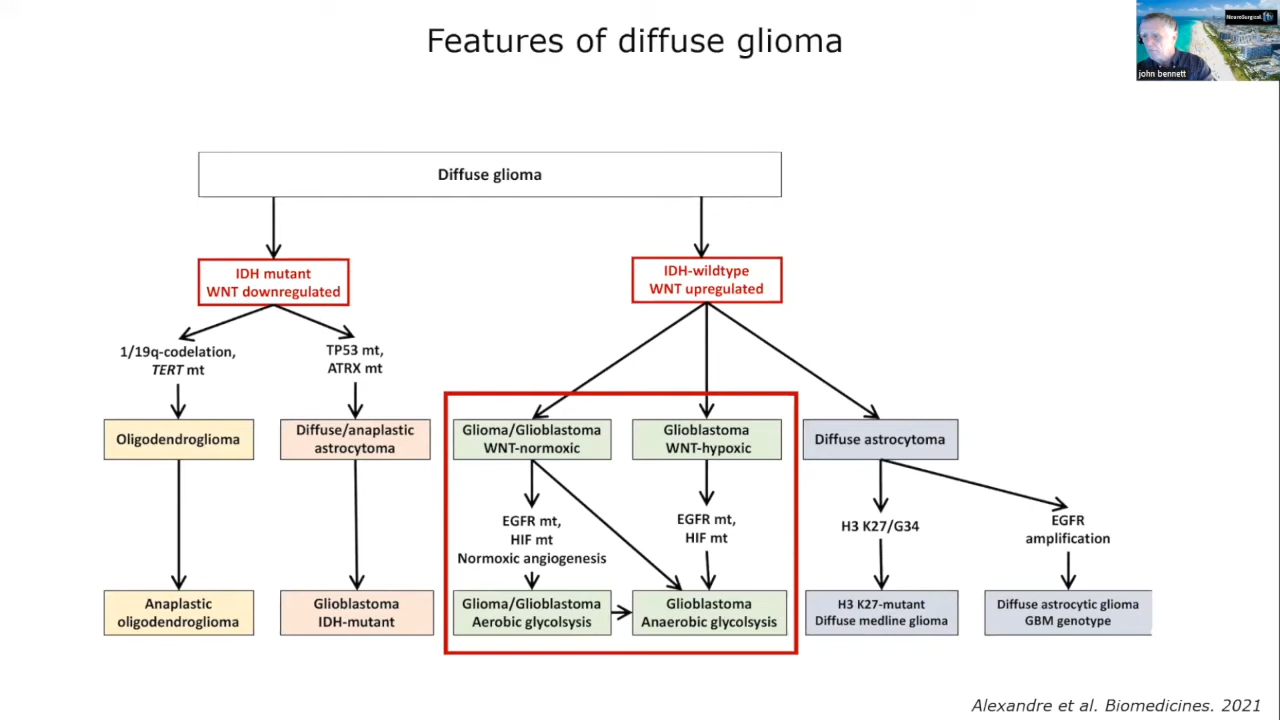 Features of diffuse glioma
NeuroSurgical tv
john bennett
Diffuse glioma
IDH mutant
WNT downregulated
IDH-wildtype
WNT upregulated
1/19q-codelation,
TERT mt
TP53 mt,
ATRX mt
Oligodendroglioma
Diffuse/anaplastic
astrocytoma
Glioma/Glioblastoma
WNT-normoxic
Glioblastoma
WNT-hypoxic
Diffuse astrocytoma
EGFR mt,
HIF mt
Normoxic angiogenesis
EGFR mt,
HIF mt
H3 K27/G34
EGFR
amplification
Anaplastic
oligodendroglioma
Glioblastoma
IDH-mutant
Glioma/Glioblastoma
Aerobic glycolsysis
Glioblastoma
Anaerobic glycolsysis
H3 K27-mutant
Diffuse medline glioma
Diffuse astrocytic glioma
GBM genotype
Alexandre et al. Biomedicines. 2021